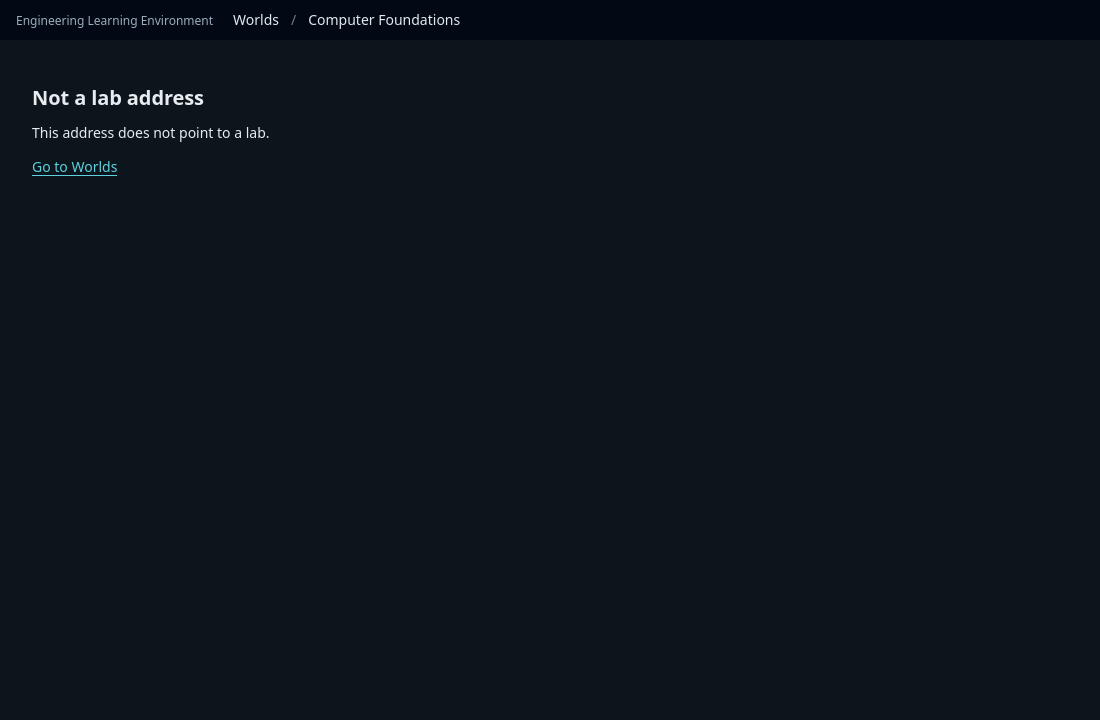 Engineering Learning Environment Worlds / Computer Foundations
Not a lab address
This address does not point to a lab.
Go to Worlds